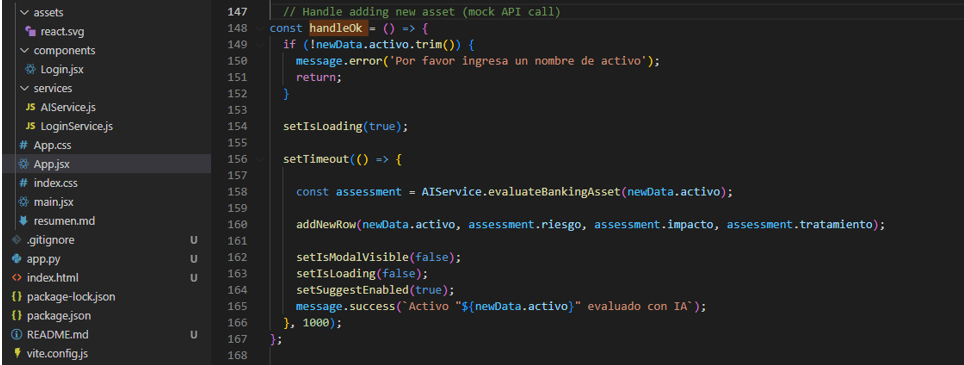 assets
react.svg
components
Login.jsx
services
JS AIService.js
JS LoginService.js
# App.css
App.jsx
# index.css
main.jsx
resumen.md
.gitignore U
app.py U
<> index.html U
{} package-lock.json
{} package.json
README.md U
vite.config.js
147 // Handle adding new asset (mock API call)
148 const handleOk = () => {
149 if (!newData.activo.trim()) {
150 message.error('Por favor ingresa un nombre de activo');
151 return;
152 }
153
154 setIsLoading(true);
155
156 setTimeout(() => {
157
158 const assessment = AIService.evaluateBankingAsset(newData.activo);
159
160 addNewRow(newData.activo, assessment.riesgo, assessment.impacto, assessment.tratamiento);
161
162 setIsModalVisible(false);
163 setIsLoading(false);
164 setSuggestEnabled(true);
165 message.success(`Activo "${newData.activo}" evaluado con IA`);
166 }, 1000);
167 };
168